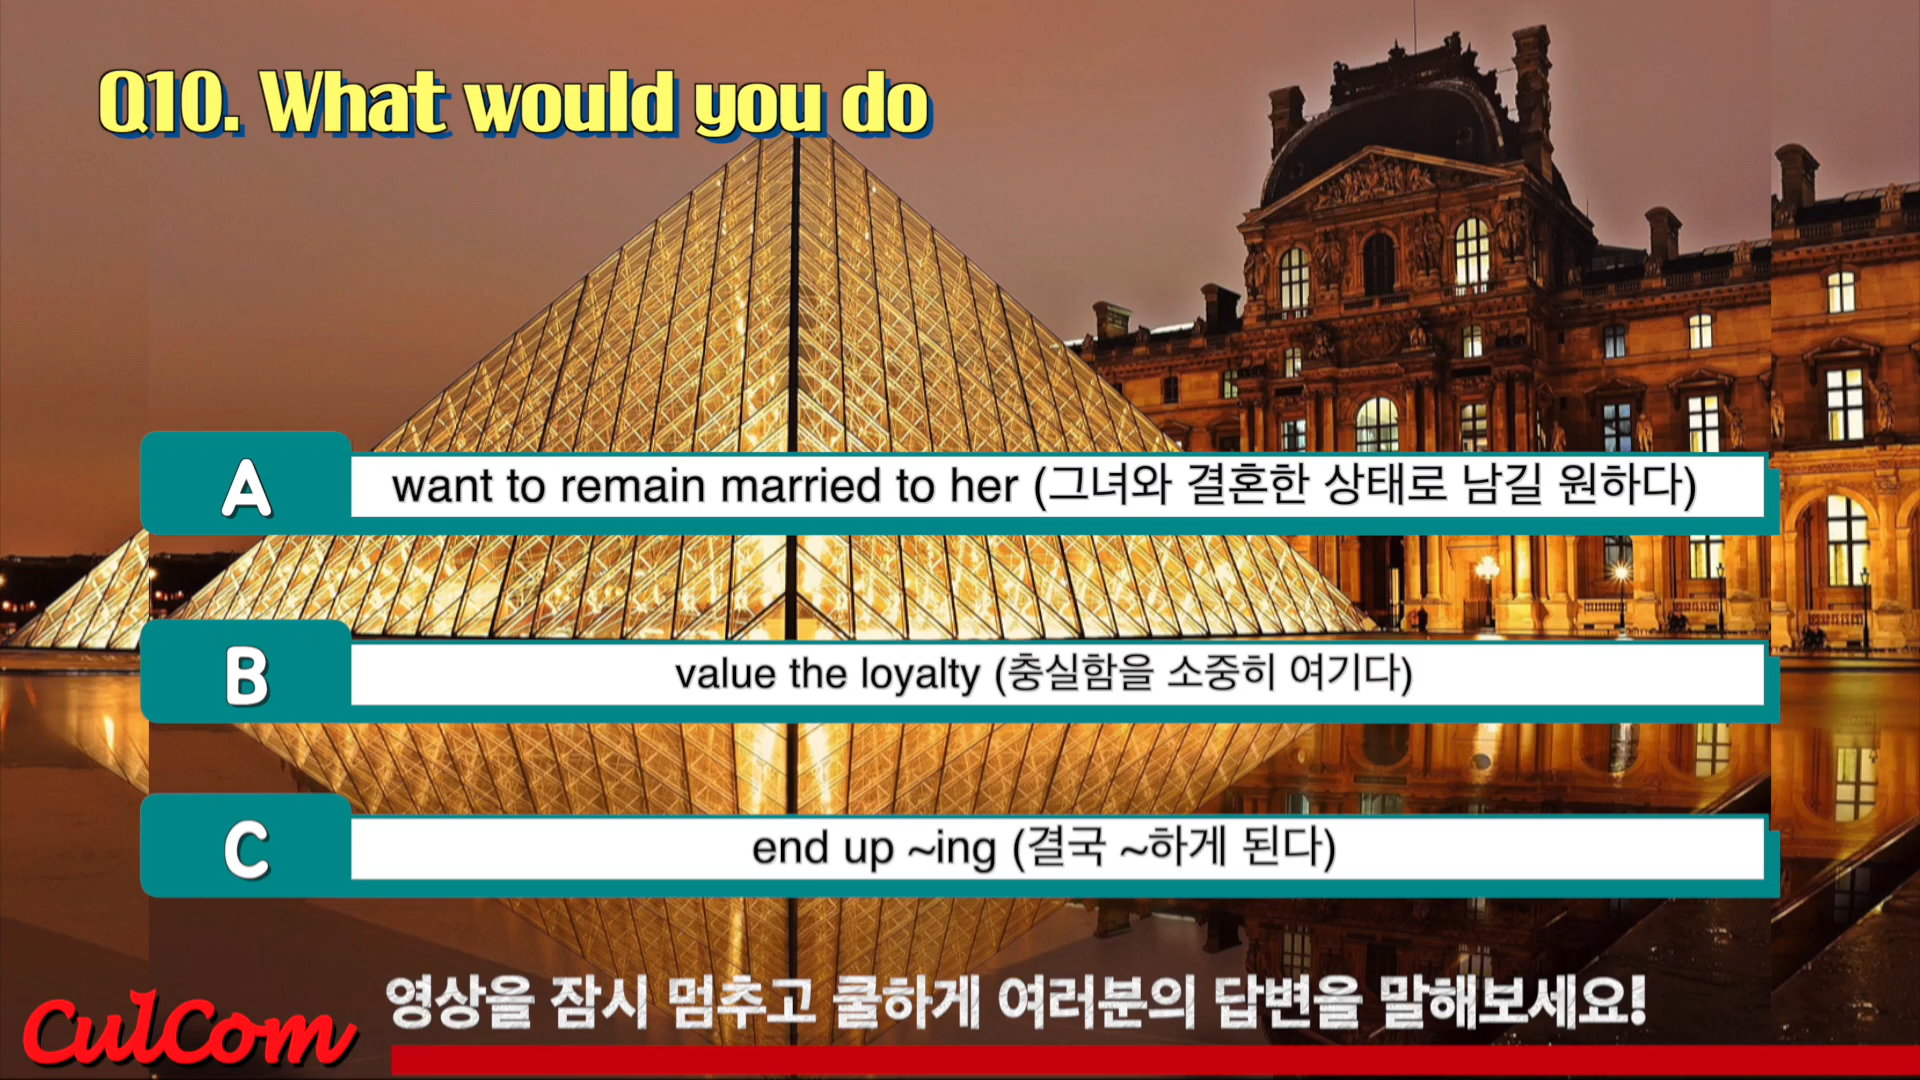 Q10. What would you do
A
want to remain married to her (그녀와 결혼한 상태로 남길 원하다)
B
value the loyalty (충실함을 소중히 여기다)
C
end up ~ing (결국 ~하게 된다)
영상을 잠시 멈추고 쿨하게 여러분의 답변을 말해보세요!
CulCom